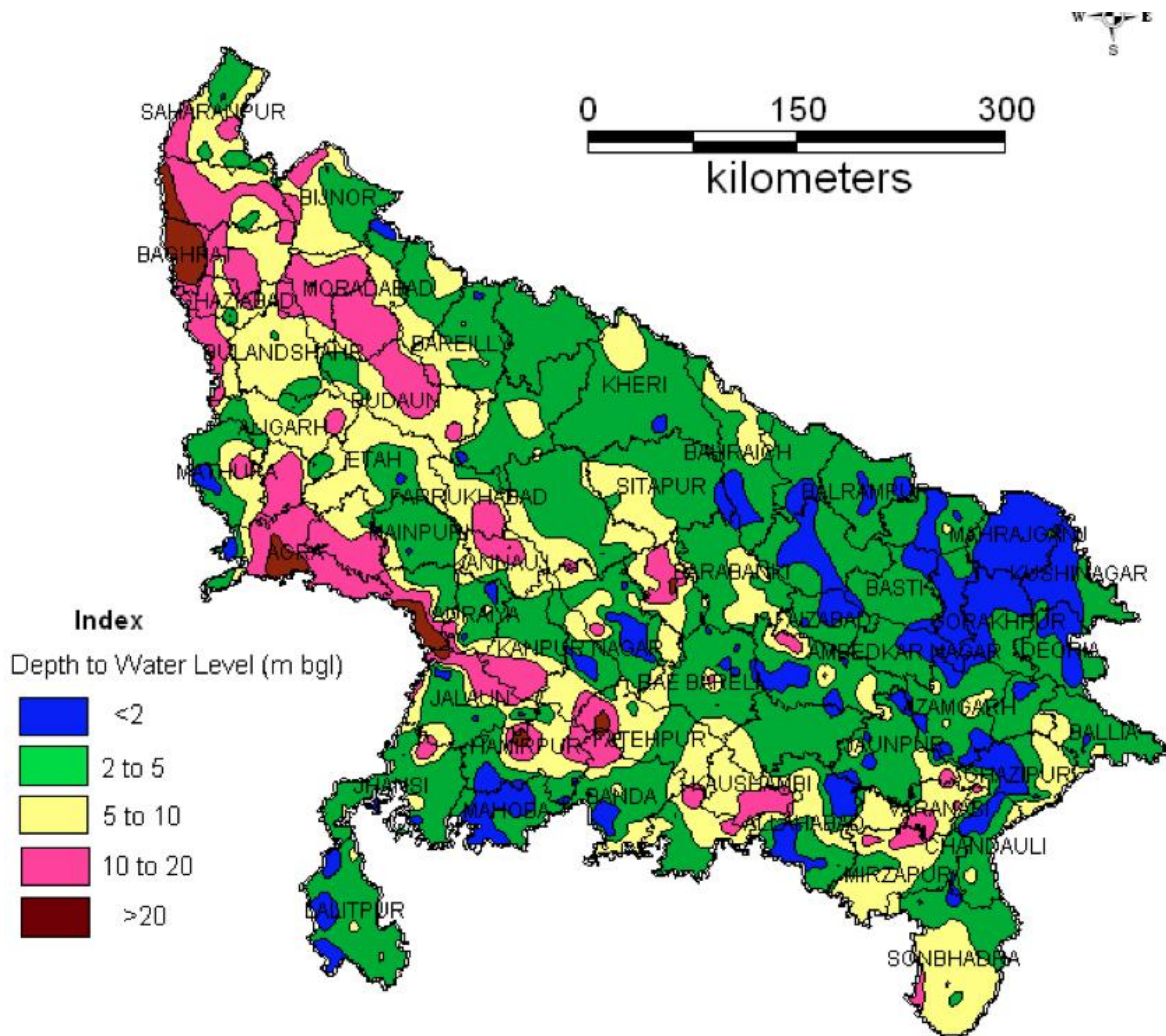 W E
S
0 150 300
kilometers
SAHARANPUR
BIJNOR
BAGHRAT
MORADABAD
GHAZIABAD
BULANDSHAHR
BAREILLY
KHERI
BUDAUN
ALIGARH
BAHRAICH
MATHURA
ETAH
SITAPUR
BALRAMPUR
FARRUKHABAD
MAINPURI
MAHRAJGANJ
AGRA
KANNAUJ
BARABANKI
KUSHINAGAR
BASTI
AURAIYA
FAIZABAD
GORAKHPUR
Index
KANPUR NAGAR
AMBEDKAR NAGAR
DEORIA
Depth to Water Level (m bgl)
RAE BARELI
JALAUN
AZAMGARH
<2
BALLIA
HAMIRPUR
FATEHPUR
JAUNPUR
2 to 5
GHAZIPUR
JHANSI
KAUSHAMBI
BANDA
MAHOBA
VARANASI
5 to 10
ALLAHABAD
CHANDAULI
10 to 20
MIRZAPUR
LALITPUR
>20
SONBHADRA